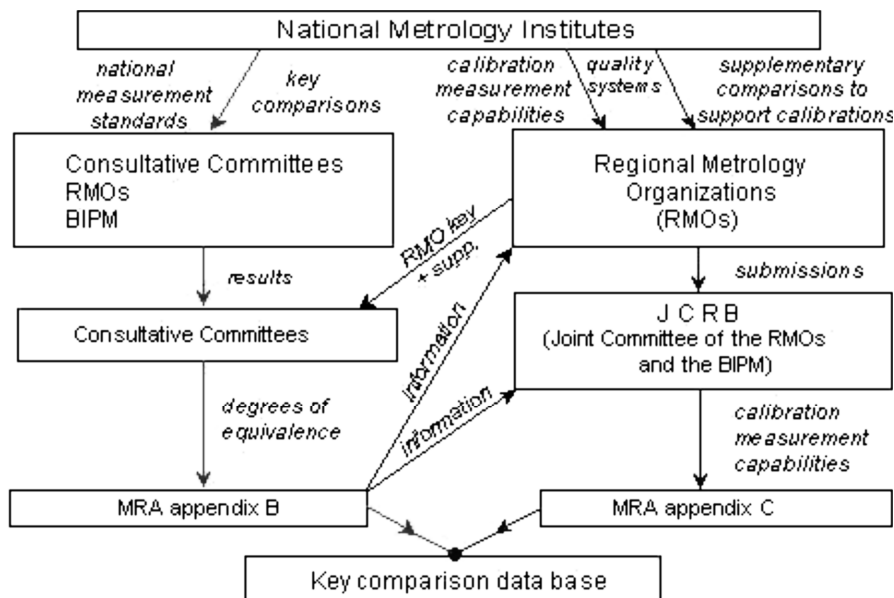 National Metrology Institutes
national
measurement
standards
key
comparisons
calibration
measurement
capabilities
quality
systems
supplementary
comparisons to
support calibrations
Consultative Committees
RMOs
BIPM
Regional Metrology
Organizations
(RMOs)
RMO key
+ supp.
results
submissions
Consultative Committees
J C R B
(Joint Committee of the RMOs
and the BIPM)
information
information
degrees of
equivalence
calibration
measurement
capabilities
MRA appendix B
MRA appendix C
Key comparison data base